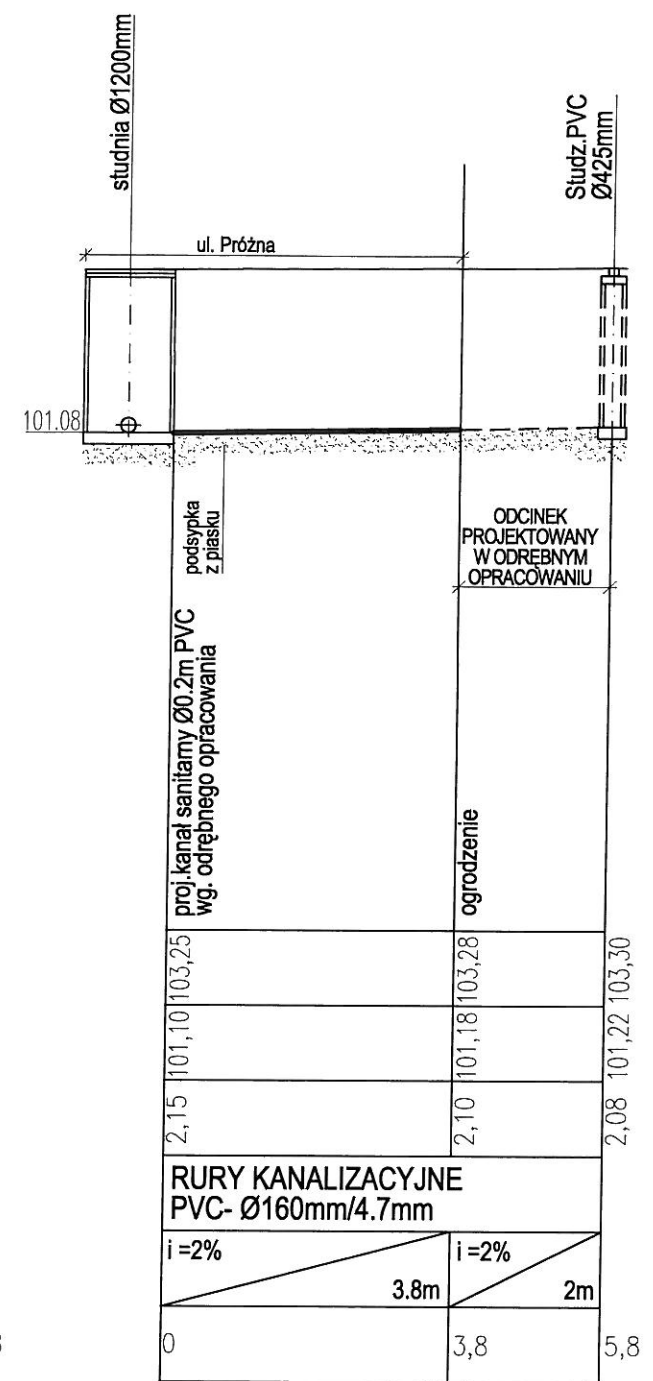 studnia Ø1200mm
Studz.PVC
Ø425mm
ul. Próżna
101.08
podsypka
z piasku
ODCINEK
PROJEKTOWANY
W ODRĘBNYM
OPRACOWANIU
proj.kanał sanitarny Ø0.2m PVC
wg. odrębnego opracowania
ogrodzenie
103,25
103,28
103,30
101,10
101,18
101,22
2,15
2,10
2,08
RURY KANALIZACYJNE
PVC- Ø160mm/4.7mm
i =2%
3.8m
i =2%
2m
0
3,8
5,8